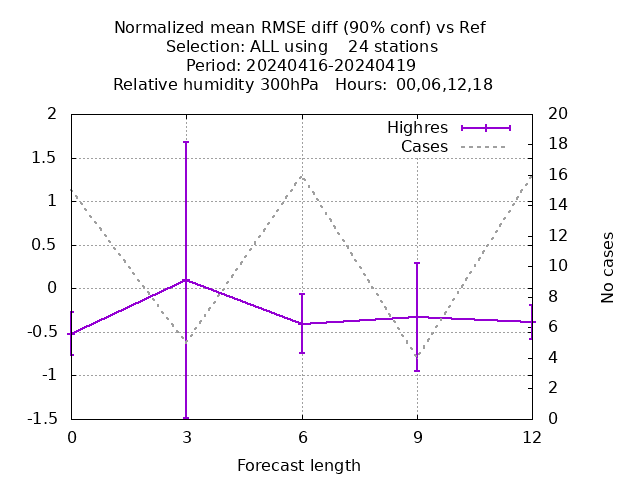 Normalized mean RMSE diff (90% conf) vs Ref
Selection: ALL using    24 stations
Period: 20240416-20240419
Relative humidity 300hPa   Hours: 00,06,12,18
Highres
Cases
2
1.5
1
0.5
0
-0.5
-1
-1.5
20
18
16
14
12
10
8
6
4
2
0
No cases
0 3 6 9 12
Forecast length